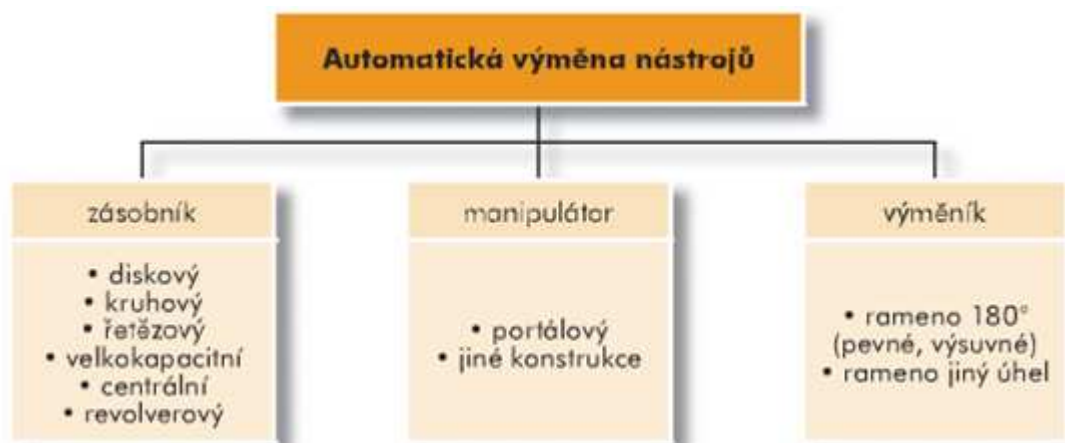 Automatická výměna nástrojů
zásobník
• diskový
• kruhový
• řetězový
• velkokapacitní
• centrální
• revolverový
manipulátor
• portálový
• jiné konstrukce
výměník
• rameno 180°
(pevné, výsuvné)
• rameno jiný úhel